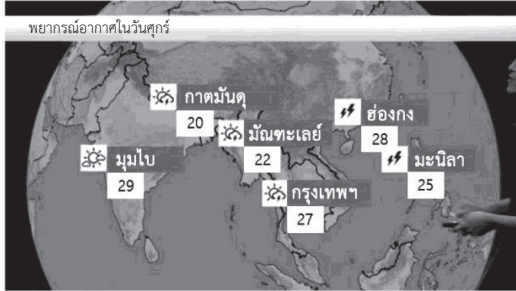 พยากรณ์อากาศในวันศุกร์
กาตมันดุ
20
ฮ่องกง
28
มัณฑะเลย์
22
มุมไบ
29
มะนิลา
25
กรุงเทพฯ
27